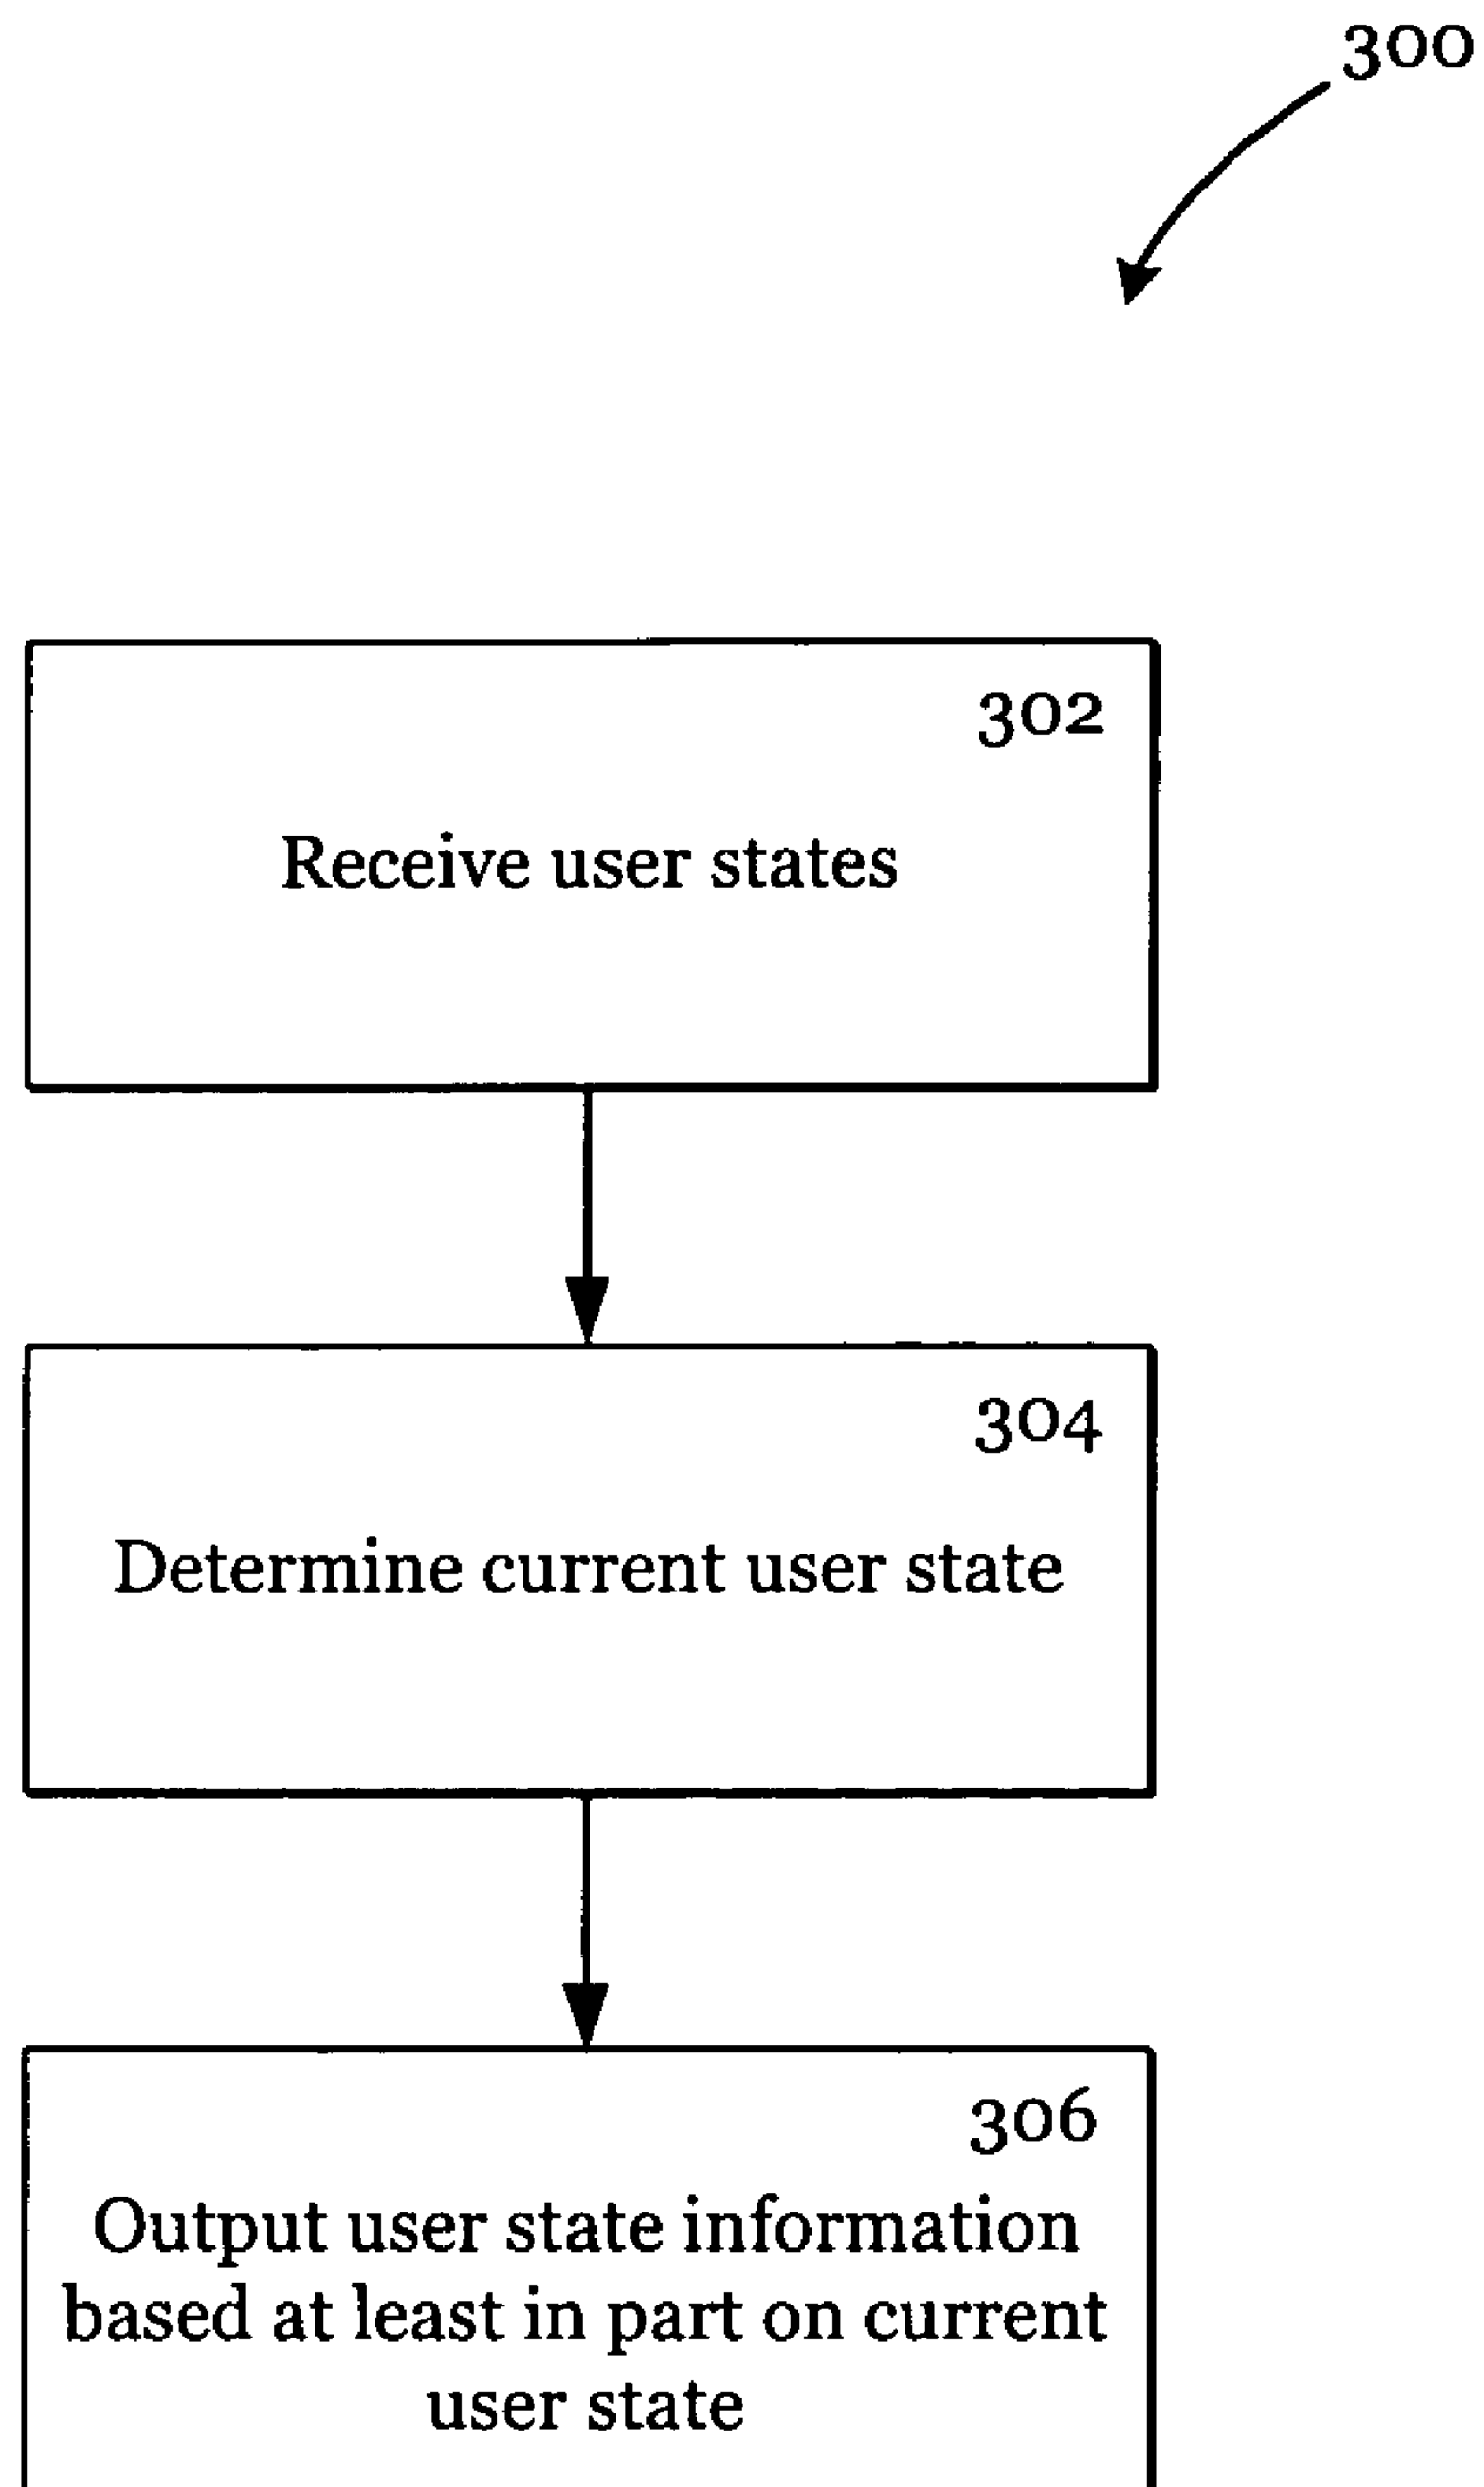 300
302
Receive user states
304
Determine current user state
306
Output user state information
based at least in part on current
user state